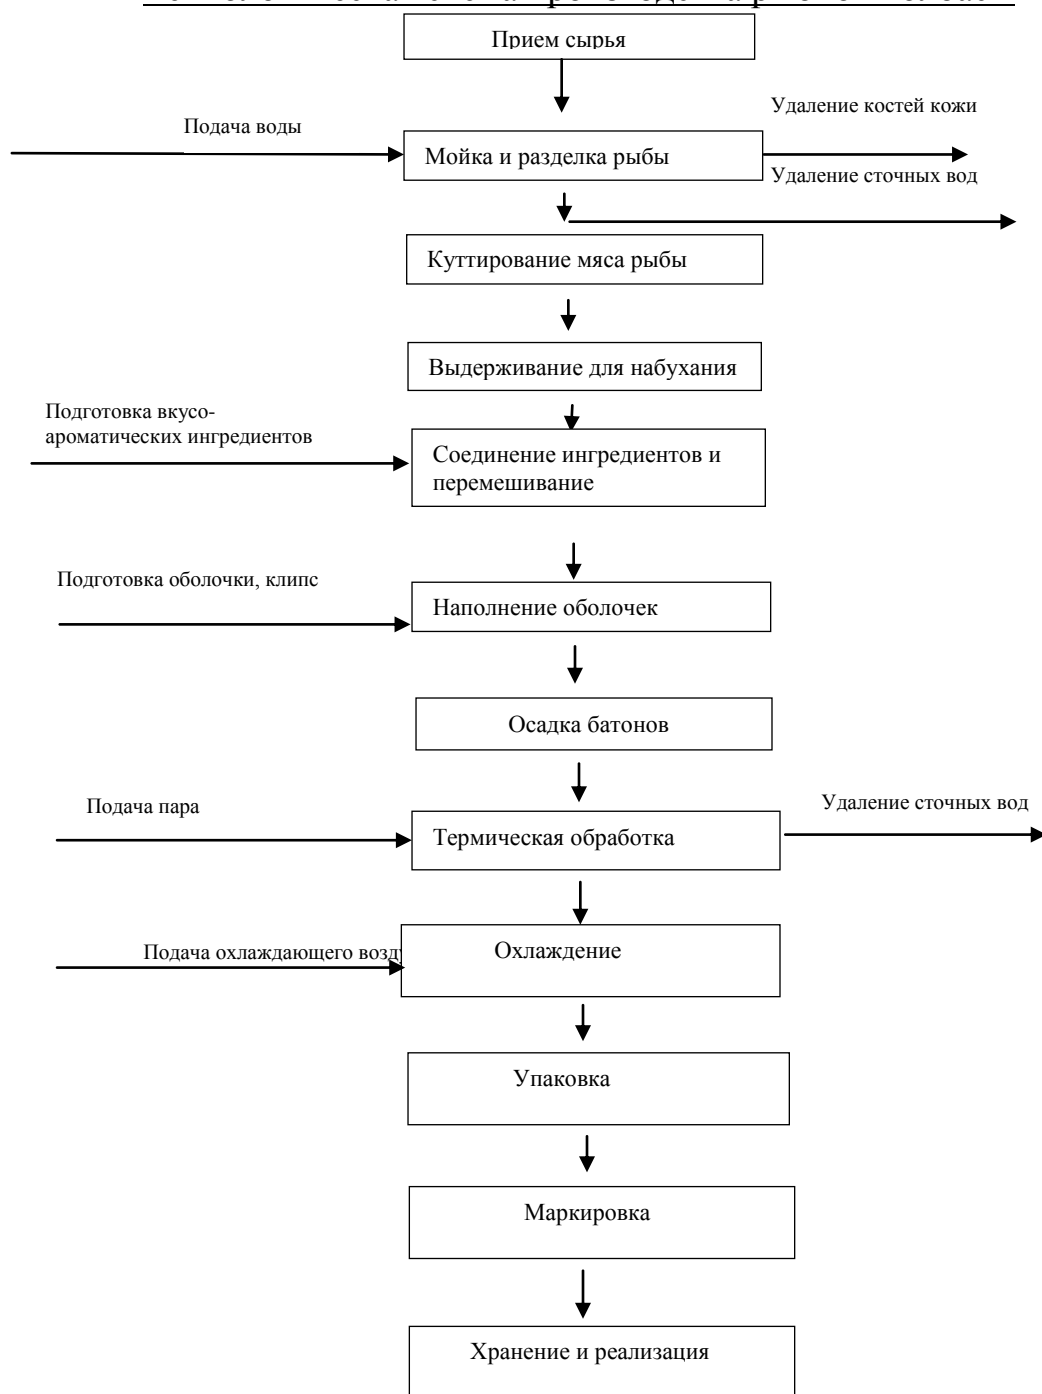 Прием сырья
Удаление костей кожи
Подача воды
Мойка и разделка рыбы
Удаление сточных вод
Куттирование мяса рыбы
Выдерживание для набухания
Подготовка вкусо-
ароматических ингредиентов
Соединение ингредиентов и
перемешивание
Подготовка оболочки, клипс
Наполнение оболочек
Осадка батонов
Подача пара
Удаление сточных вод
Термическая обработка
Подача охлаждающего
Охлаждение
Упаковка
Маркировка
Хранение и реализация